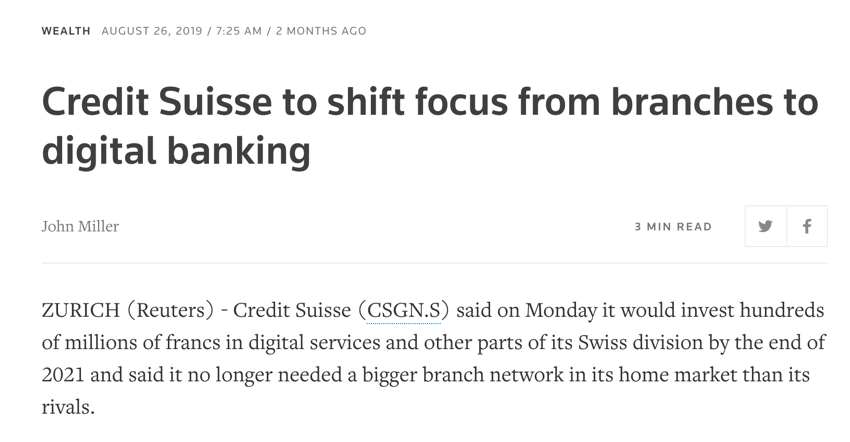 WEALTH AUGUST 26, 2019 / 7:25 AM / 2 MONTHS AGO
Credit Suisse to shift focus from branches to
digital banking
John Miller 3 MIN READ
ZURICH (Reuters) - Credit Suisse (CSGN.S) said on Monday it would invest hundreds
of millions of francs in digital services and other parts of its Swiss division by the end of
2021 and said it no longer needed a bigger branch network in its home market than its
rivals.